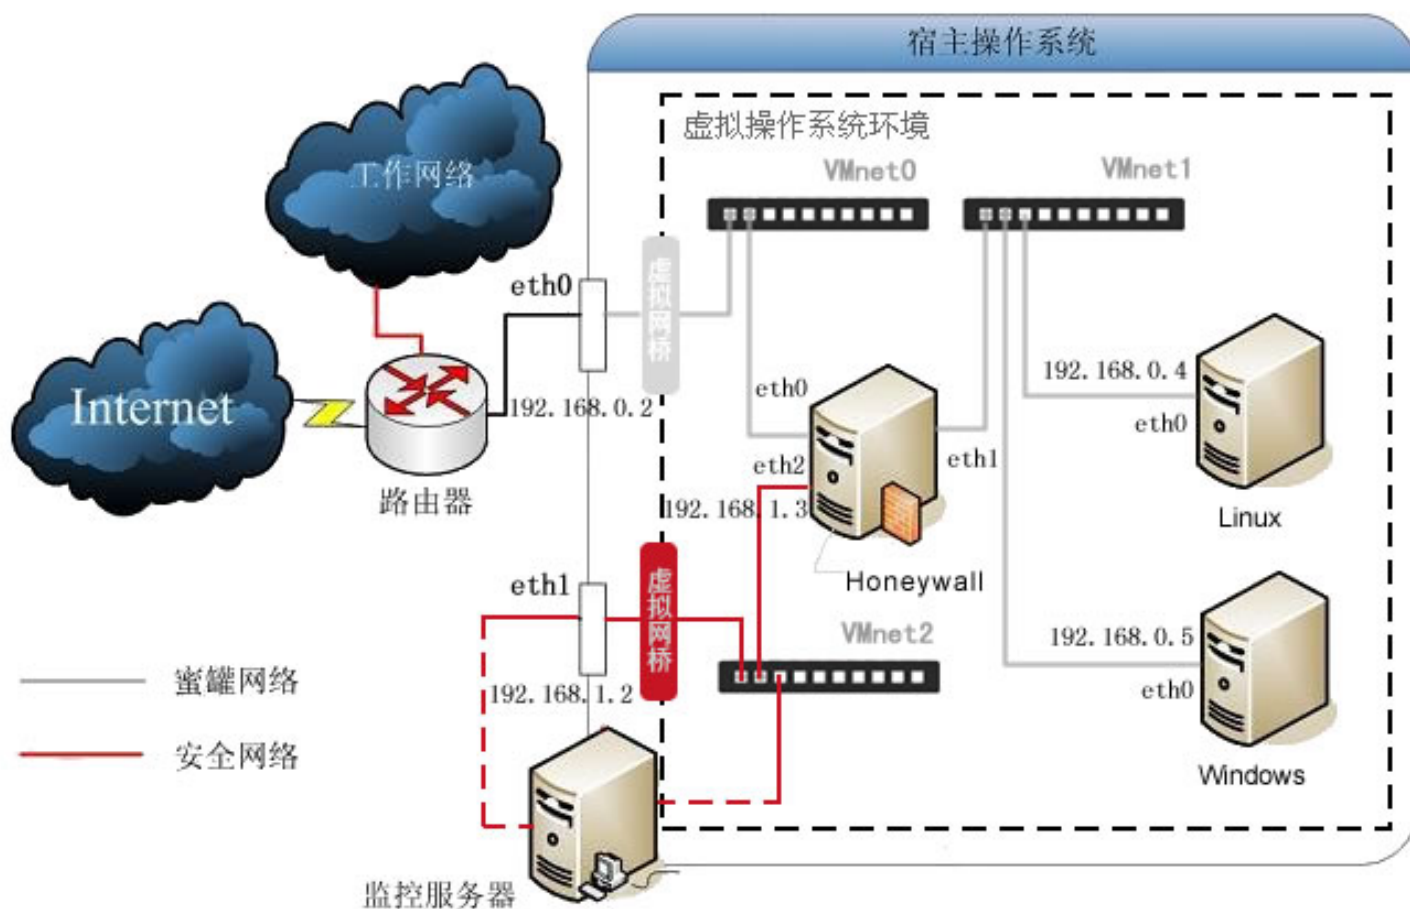 宿主操作系统
虚拟操作系统环境
VMnet0
VMnet1
工作网络
eth0
虚拟网桥
Internet
192.168.0.2
路由器
eth0
192.168.0.4
eth0
Linux
eth2
eth1
192.168.1.3
Honeywall
eth1
虚拟网桥
VMnet2
192.168.0.5
eth0
Windows
192.168.1.2
蜜罐网络
安全网络
监控服务器